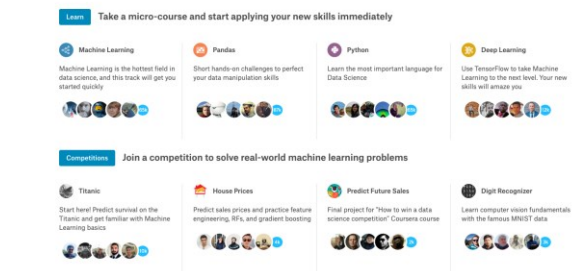 Learn Take a micro-course and start applying your new skills immediately
Machine Learning
Machine Learning is the hottest field in
data science, and this track will get you
started quickly
Pandas
Short hands-on challenges to perfect
your data manipulation skills
Python
Learn the most important language for
Data Science
Deep Learning
Use TensorFlow to take Machine
Learning to the next level. Your new
skills will amaze you
Competitions Join a competition to solve real-world machine learning problems
Titanic
Start here! Predict survival on the
Titanic and get familiar with Machine
Learning basics
House Prices
Predict sales prices and practice feature
engineering, RFs, and gradient boosting
Predict Future Sales
Final project for "How to win a data
science competition" Coursera course
Digit Recognizer
Learn computer vision fundamentals
with the famous MNIST data